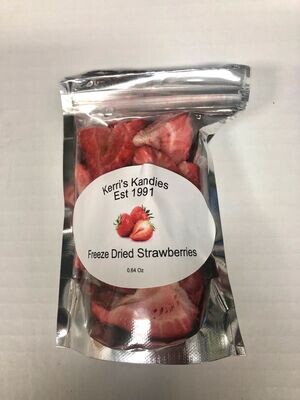 Kerri's Kandies
Est 1991
Freeze Dried Strawberries
0.64 Oz